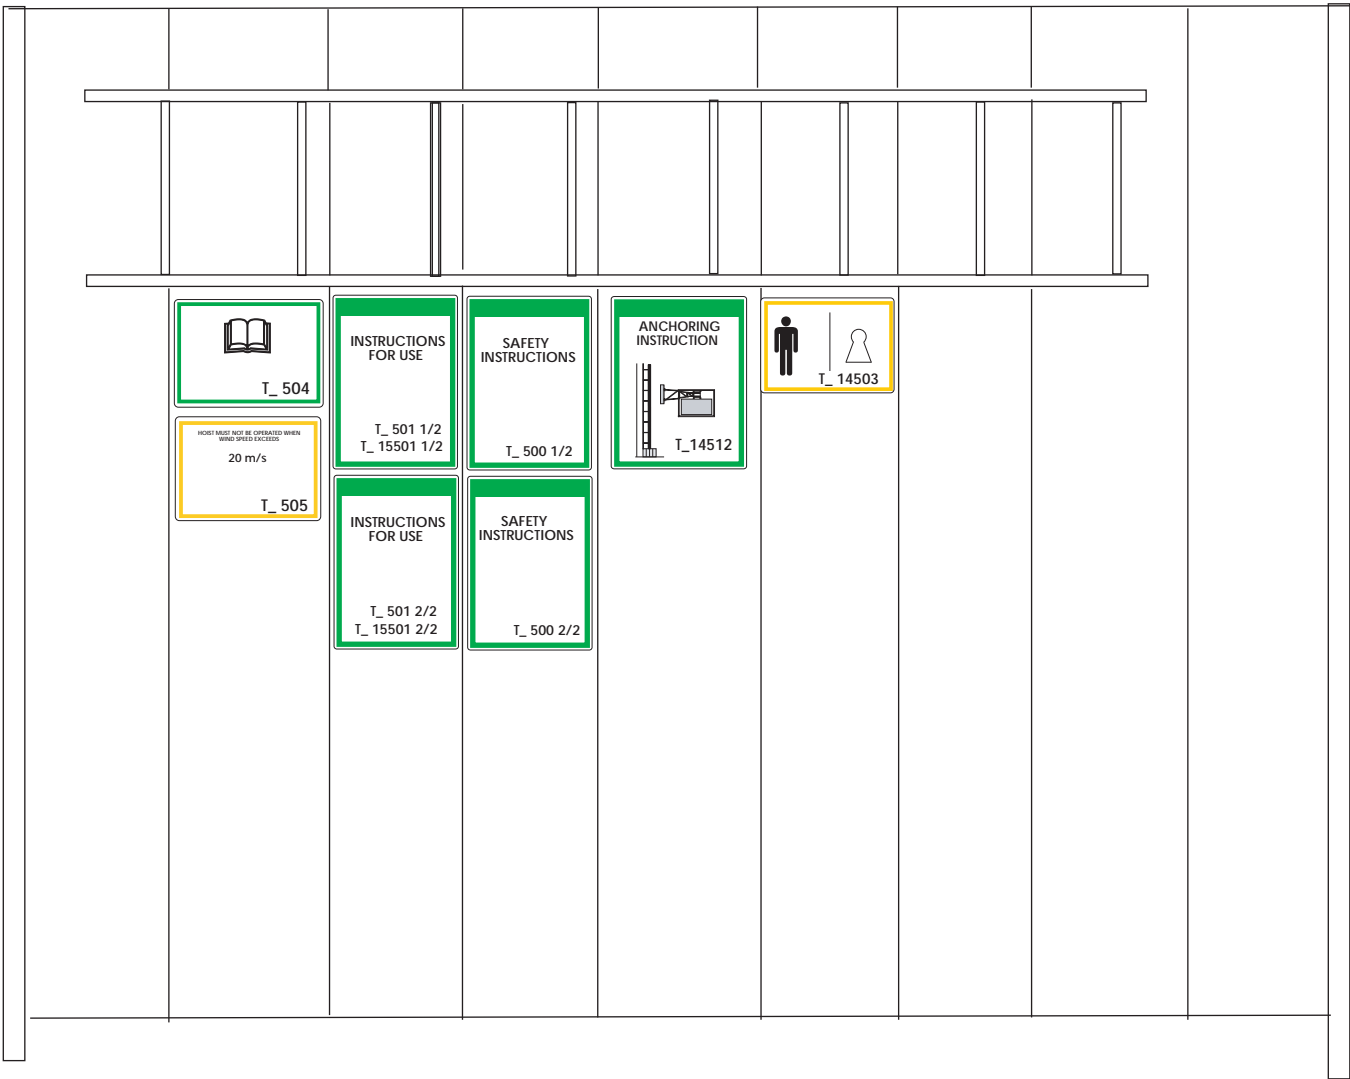 T_ 504
HOIST MUST NOT BE OPERATED WHEN
WIND SPEED EXCEEDS
20 m/s
T_ 505
INSTRUCTIONS
FOR USE
T_ 501 1/2
T_ 15501 1/2
INSTRUCTIONS
FOR USE
T_ 501 2/2
T_ 15501 2/2
SAFETY
INSTRUCTIONS
T_ 500 1/2
SAFETY
INSTRUCTIONS
T_ 500 2/2
ANCHORING
INSTRUCTION
T_14512
T_ 14503